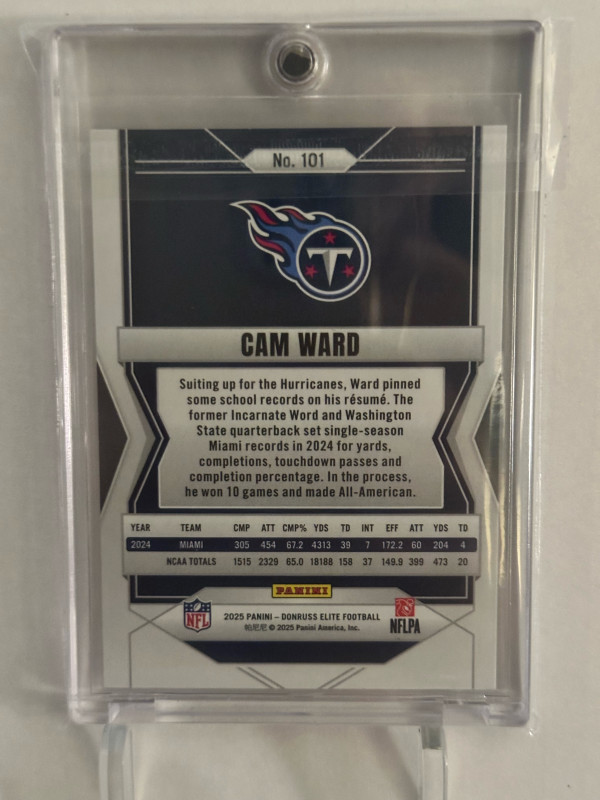 No. 101
T
CAM WARD
Suiting up for the Hurricanes, Ward pinned
some school records on his résumé. The
former Incarnate Word and Washington
State quarterback set single-season
Miami records in 2024 for yards,
completions, touchdown passes and
completion percentage. In the process,
he won 10 games and made All-American.
YEAR TEAM CMP ATT CMP% YDS TD INT EFF ATT YDS TD
2024 MIAMI 305 454 67.2 4313 39 7 172.2 60 204 4
NCAA TOTALS 1515 2329 65.0 18188 158 37 149.9 399 473 20
PANINI
NFL
2025 PANINI – DONRUSS ELITE FOOTBALL
帕尼尼 © 2025 Panini America, Inc.
NFLPA